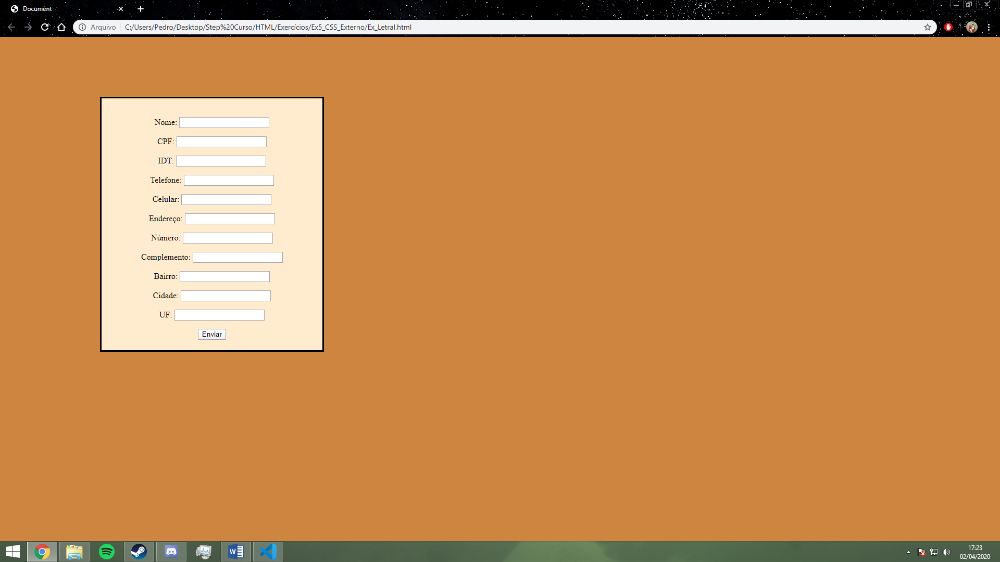 Document
Arquivo
C:/Users/Pedro/Desktop/Step%20Curso/HTML/Exercícios/Ex5_CSS_Externo/Ex_Letral.html
Nome:
CPF:
IDT:
Telefone:
Celular:
Endereço:
Número:
Complemento:
Bairro:
Cidade:
UF:
Enviar
17:23
02/04/2020